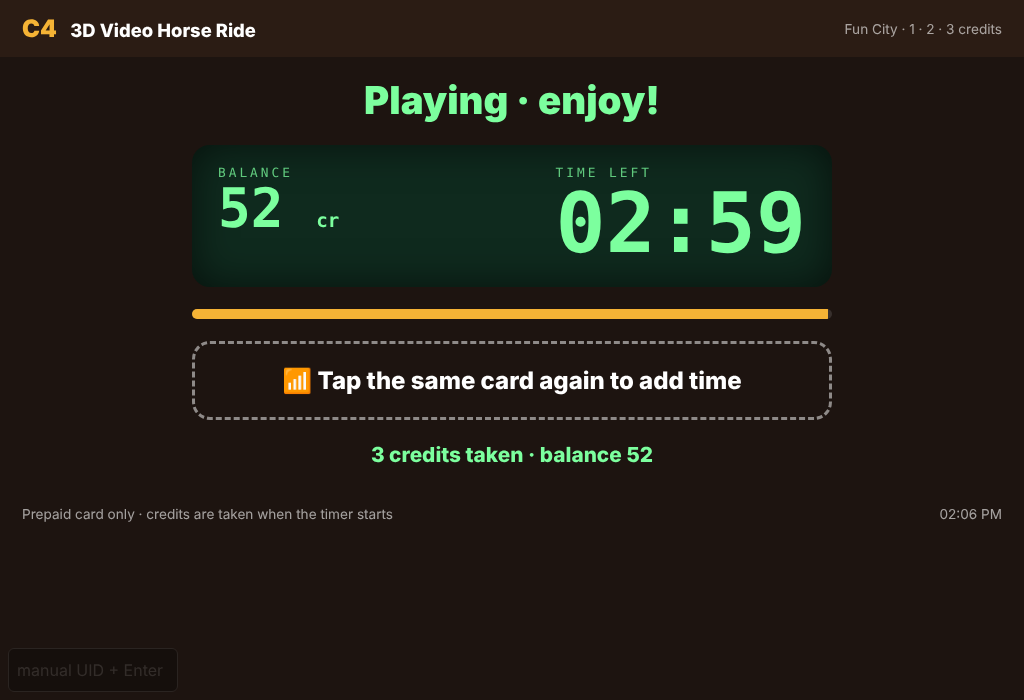 C4 3D Video Horse Ride
Fun City · 1 · 2 · 3 credits
Playing · enjoy!
BALANCE
52 cr
TIME LEFT
02:59
📶 Tap the same card again to add time
3 credits taken · balance 52
Prepaid card only · credits are taken when the timer starts
02:06 PM
manual UID + Enter